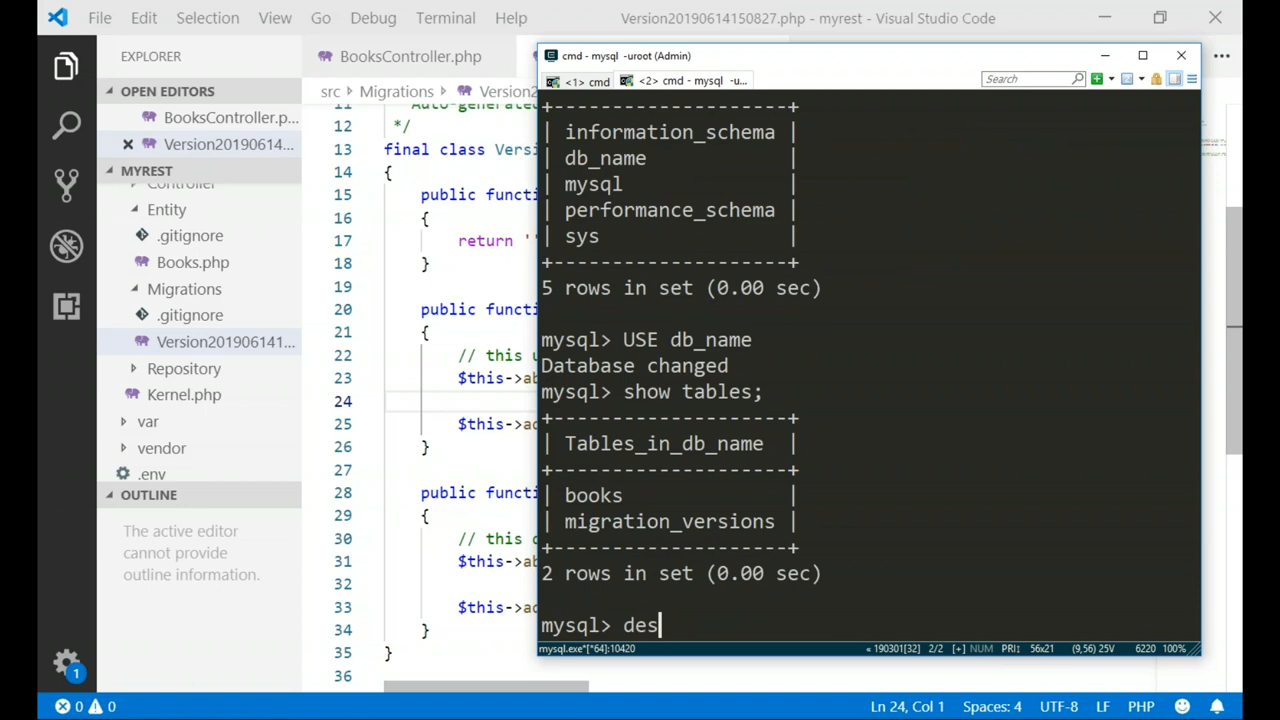 File Edit Selection View Go Debug Terminal Help Version20190614150827.php - myrest - Visual Studio Code
EXPLORER
OPEN EDITORS
BooksController.p...
Version20190614...
MYREST
Controller
Entity
.gitignore
Books.php
Migrations
.gitignore
Version201906141...
Repository
Kernel.php
var
vendor
.env
OUTLINE
The active editor
cannot provide
outline information.
BooksController.php
src Migrations Version2
11 Auto-generated
12 */
13 final class Versi
14 {
15 public functi
16 {
17 return ''
18 }
19
20 public functi
21 {
22 // this u
23 $this->ab
24
25 $this->ad
26 }
27
28 public functi
29 {
30 // this d
31 $this->ab
32
33 $this->ad
34 }
35 }
36
cmd - mysql -uroot (Admin)
<1> cmd <2> cmd - mysql -u... Search
+--------------------+
| information_schema |
| db_name |
| mysql |
| performance_schema |
| sys |
+--------------------+
5 rows in set (0.00 sec)
mysql> USE db_name
Database changed
mysql> show tables;
+--------------------+
| Tables_in_db_name |
+--------------------+
| books |
| migration_versions |
+--------------------+
2 rows in set (0.00 sec)
mysql> des
mysql.exe*[*64]:10420 « 190301[32] 2/2 [+] NUM PRI: 56x21 (9,56) 25V 6220 100%
1
0 0 Ln 24, Col 1 Spaces: 4 UTF-8 LF PHP